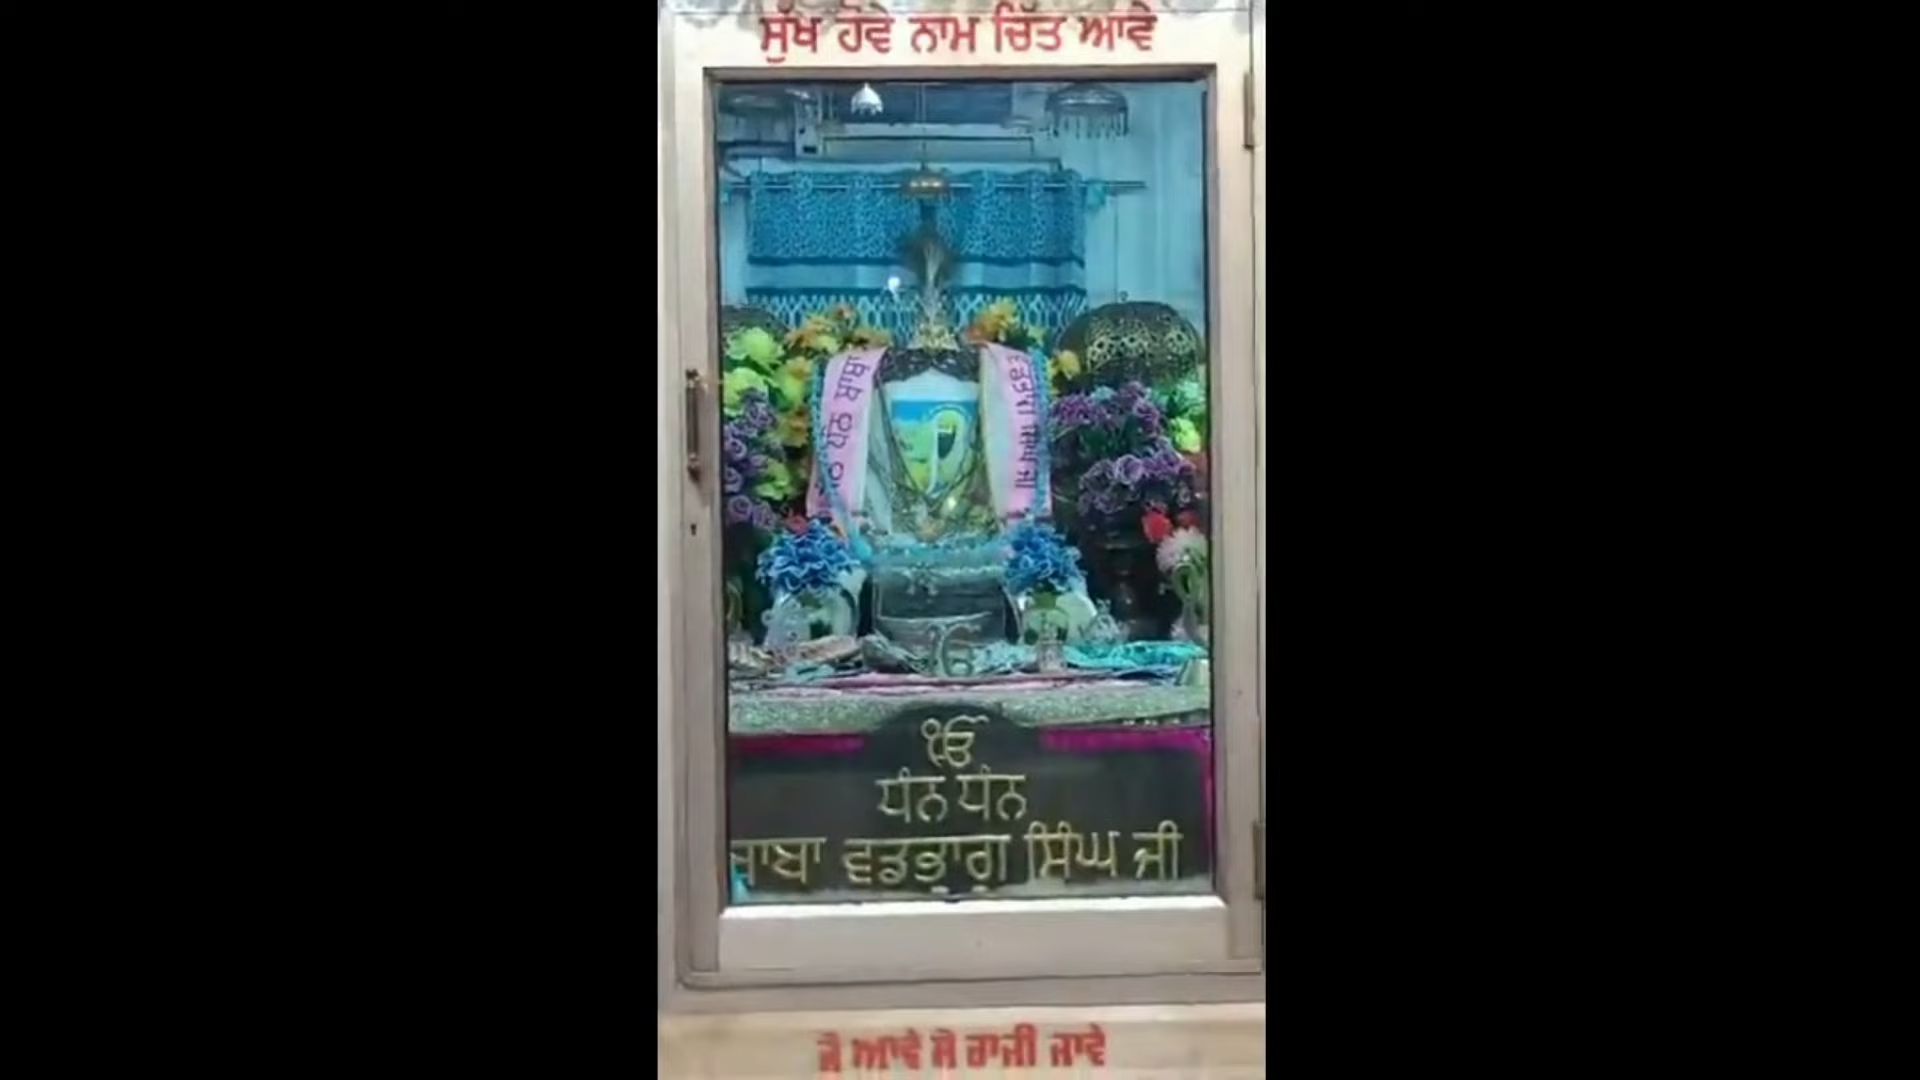 ਸੁੱਖ ਹੋਵੇ ਨਾਮ ਚਿੱਤ ਆਵੇ
ਧੰਨ ਬਾਬਾ
ਸਿੰਘ ਜੀ
ੴ
ੴ
ਧੰਨ ਧੰਨ
ਬਾਬਾ ਵਡਭਾਗ ਸਿੰਘ ਜੀ
ਜੋ ਆਵੇ ਸੋ ਰਾਜੀ ਜਾਵੇ